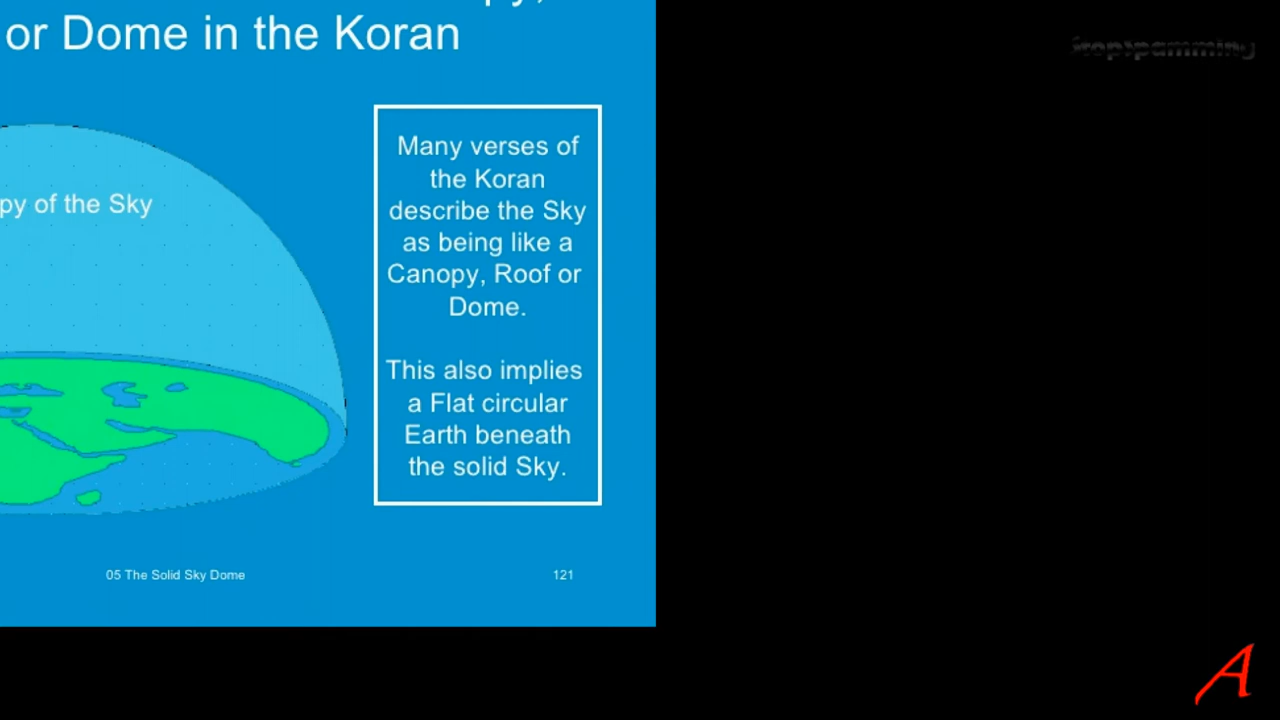 or Dome in the Koran
Many verses of
the Koran
describe the Sky
as being like a
Canopy, Roof or
Dome.
This also implies
a Flat circular
Earth beneath
the solid Sky.
py of the Sky
05 The Solid Sky Dome
121
A